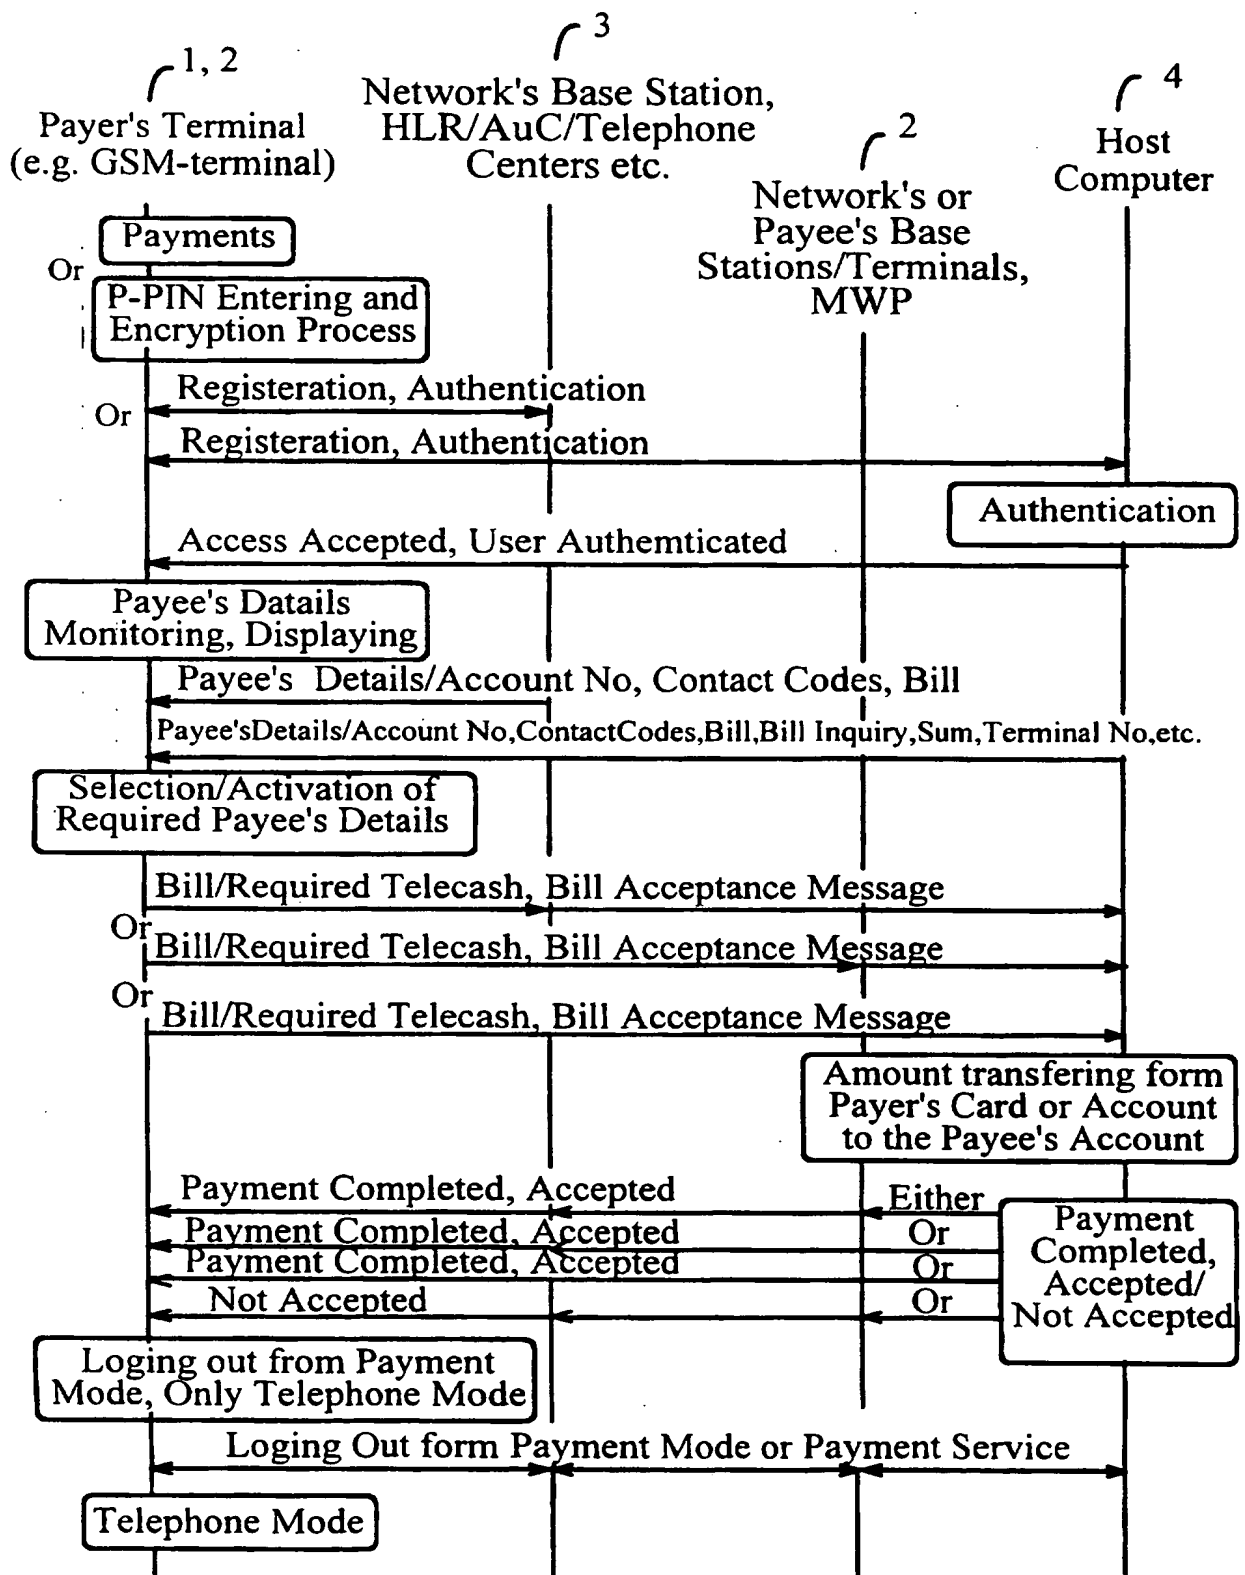 1, 2
Payer's Terminal
(e.g. GSM-terminal)
3
Network's Base Station,
HLR/AuC/Telephone
Centers etc.
2
Network's or
Payee's Base
Stations/Terminals,
MWP
4
Host
Computer
Payments
Or
P-PIN Entering and
Encryption Process
Registeration, Authentication
Or
Registeration, Authentication
Authentication
Access Accepted, User Authemticated
Payee's Datails
Monitoring, Displaying
Payee's Details/Account No, Contact Codes, Bill
Payee'sDetails/Account No,ContactCodes,Bill,Bill Inquiry,Sum,Terminal No,etc.
Selection/Activation of
Required Payee's Details
Bill/Required Telecash, Bill Acceptance Message
Or
Bill/Required Telecash, Bill Acceptance Message
Or
Bill/Required Telecash, Bill Acceptance Message
Amount transfering form
Payer's Card or Account
to the Payee's Account
Payment Completed, Accepted
Either
Payment Completed, Accepted
Or
Payment Completed, Accepted
Or
Not Accepted
Or
Payment
Completed,
Accepted/
Not Accepted
Loging out from Payment
Mode, Only Telephone Mode
Loging Out form Payment Mode or Payment Service
Telephone Mode